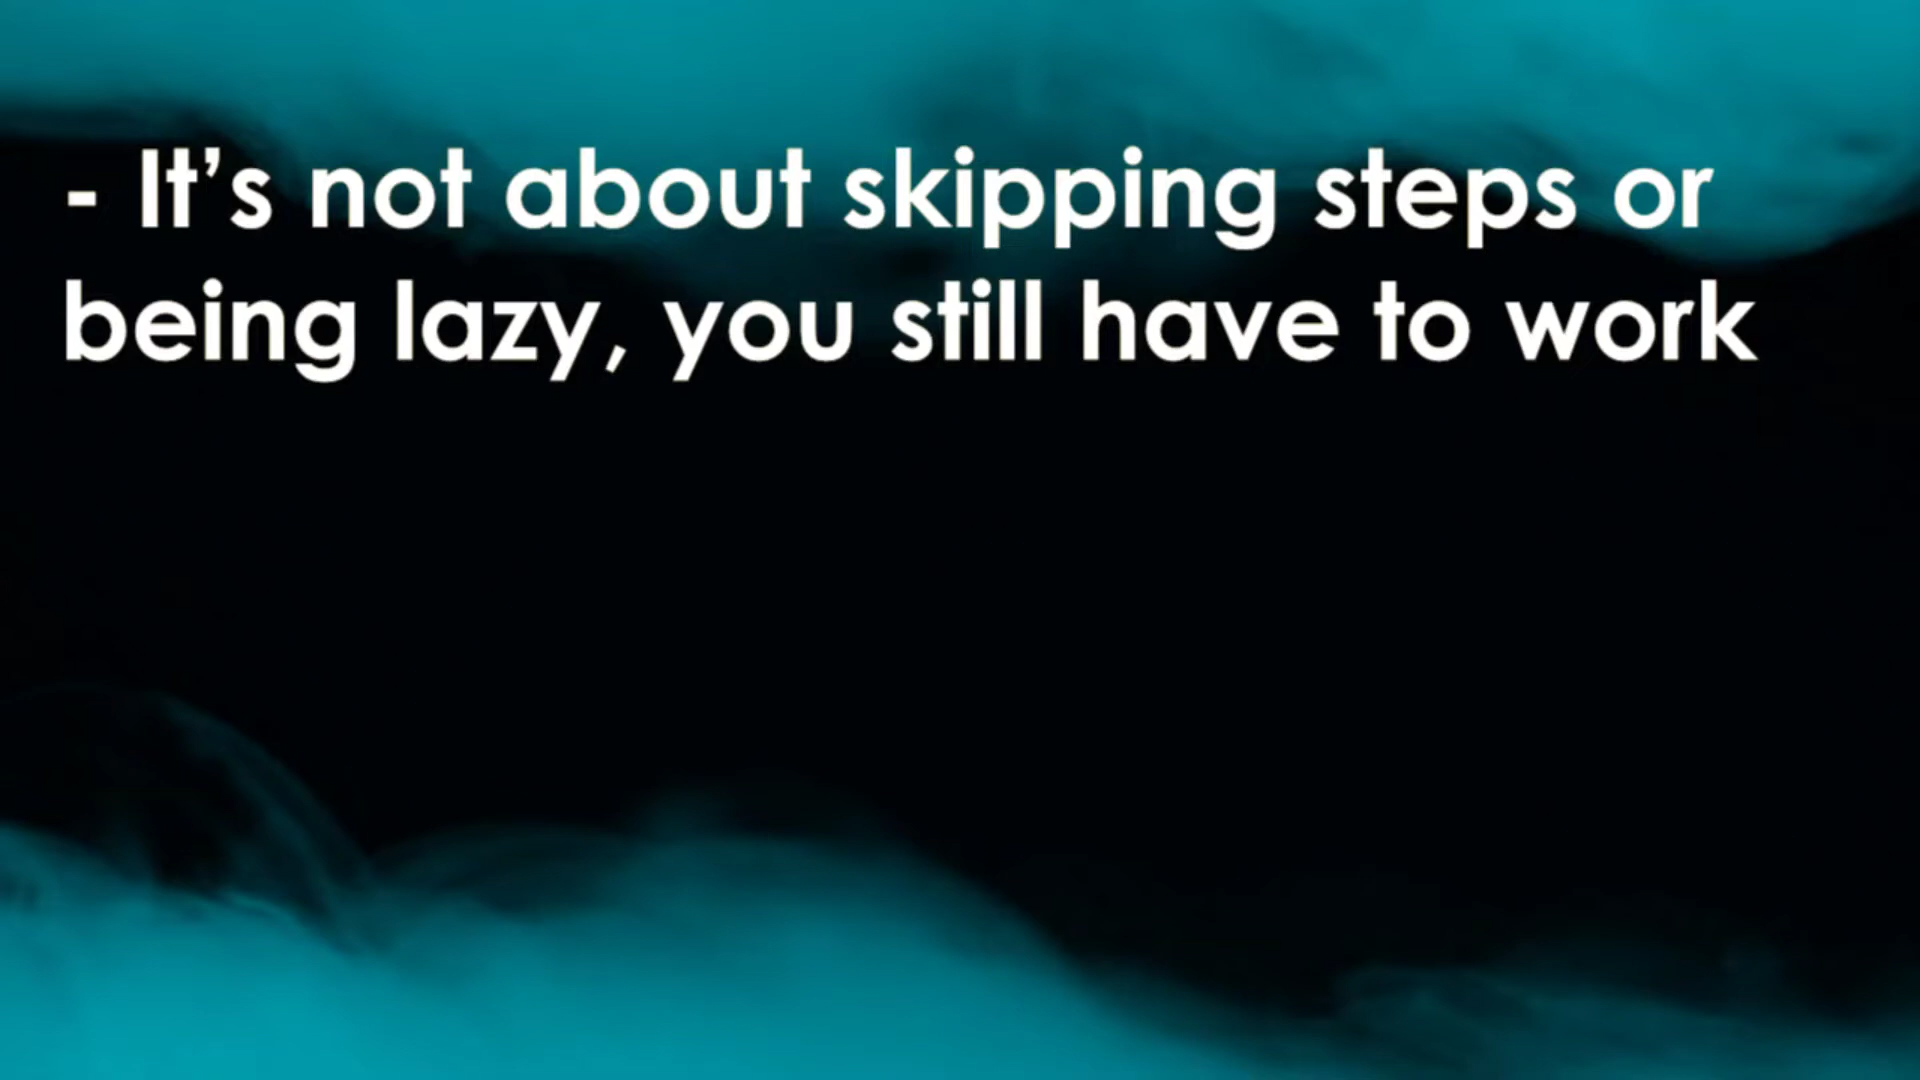 - It’s not about skipping steps or
being lazy, you still have to work